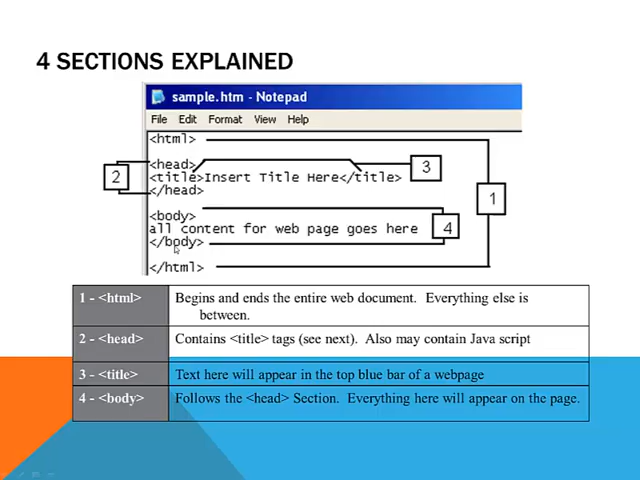 4 SECTIONS EXPLAINED
sample.htm - Notepad
File Edit Format View Help
<html>
<head>
<title>Insert Title Here</title>
</head>
<body>
all content for web page goes here
</body>
</html>
2
3
1
4
1 - <html> Begins and ends the entire web document. Everything else is
between.
2 - <head> Contains <title> tags (see next). Also may contain Java script
3 - <title> Text here will appear in the top blue bar of a webpage
4 - <body> Follows the <head> Section. Everything here will appear on the page.